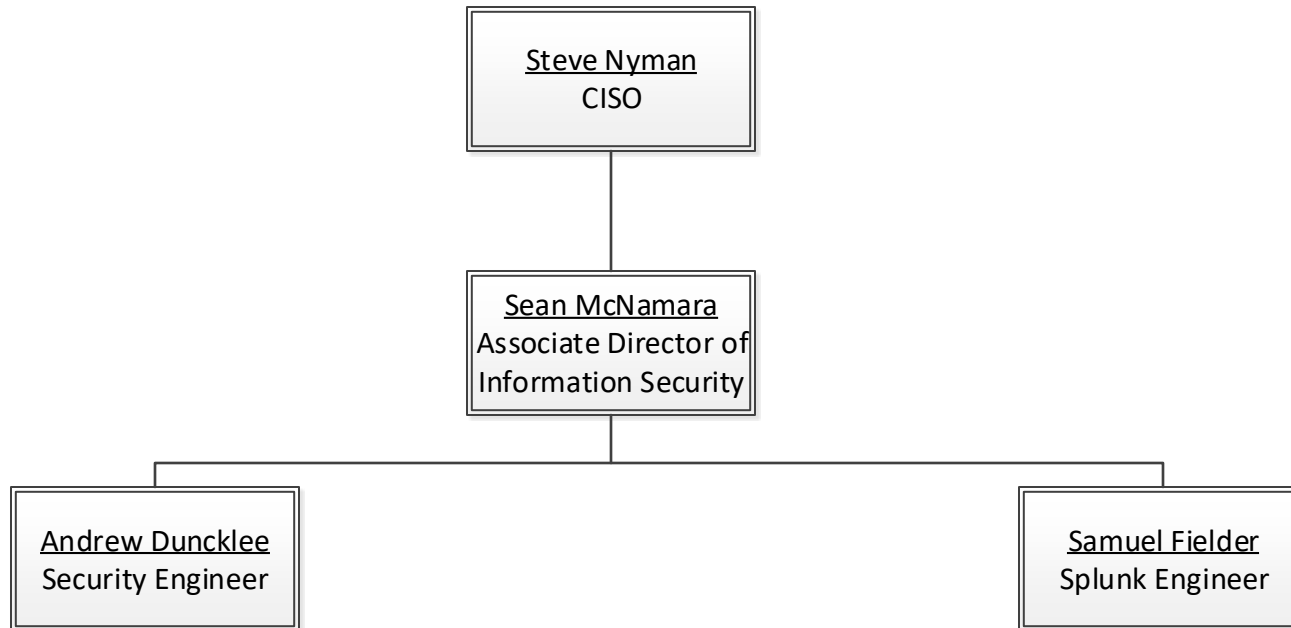 Steve Nyman
CISO
Sean McNamara
Associate Director of
Information Security
Andrew Duncklee
Security Engineer
Samuel Fielder
Splunk Engineer